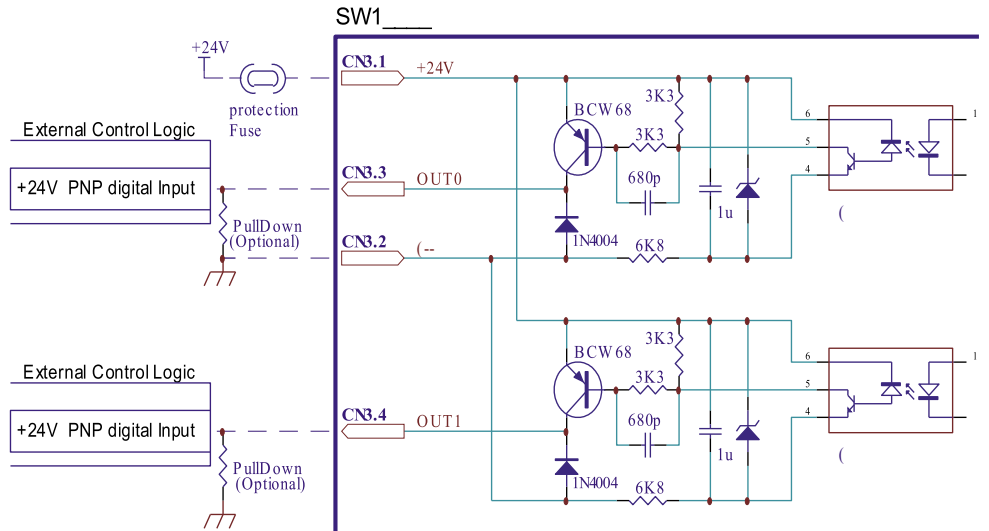 SW1____
+24V
CN3.1
+24V
protection
Fuse
3K3
BCW68
3K3
6
1
5
External Control Logic
+24V PNP digital Input
CN3.3
OUT0
680p
4
1u
(
PullDown
(Optional)
1N4004
CN3.2
(--
6K8
BCW68
3K3
3K3
6
1
5
External Control Logic
+24V PNP digital Input
CN3.4
OUT1
680p
4
1u
(
PullDown
(Optional)
1N4004
6K8